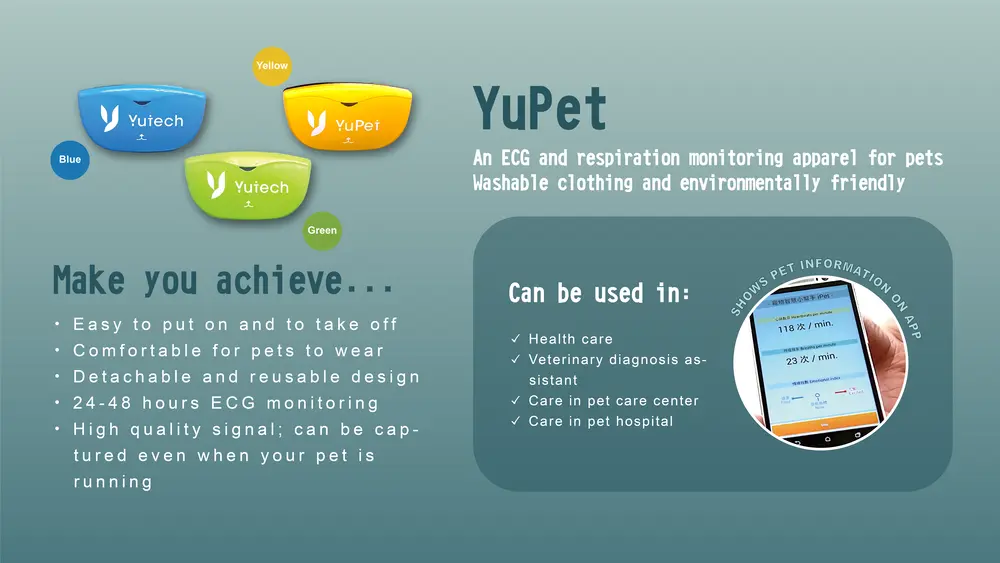 Yellow
Yutech
YuPet
Blue
Yutech
Green
YuPet
An ECG and respiration monitoring apparel for pets
Washable clothing and environmentally friendly
Make you achieve...
• Easy to put on and to take off
• Comfortable for pets to wear
• Detachable and reusable design
• 24-48 hours ECG monitoring
• High quality signal; can be cap-
tured even when your pet is
running
Can be used in:
✓ Health care
✓ Veterinary diagnosis as-
sistant
✓ Care in pet care center
✓ Care in pet hospital
SHOWS PET INFORMATION ON APP
118 次 / min.
23 次 / min.